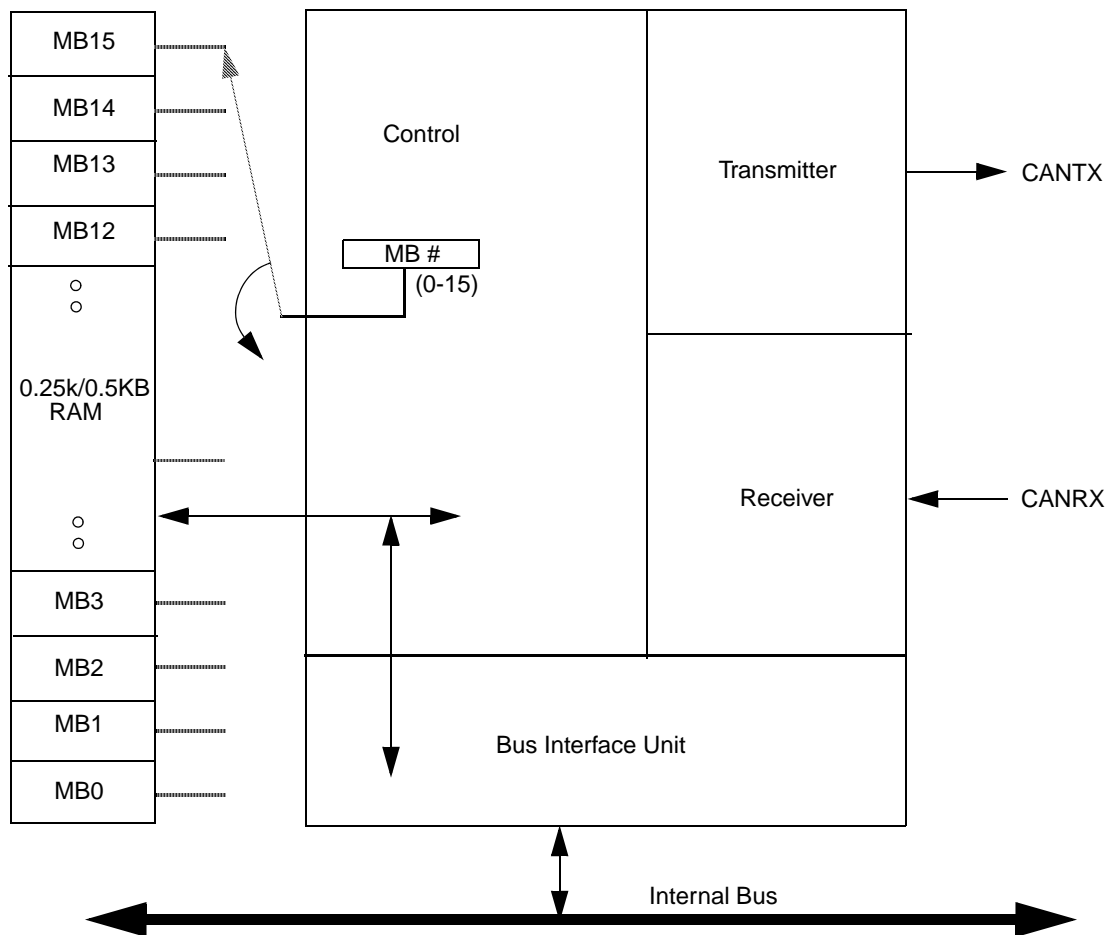 MB15
MB14
MB13
MB12
0.25k/0.5KB
RAM
MB3
MB2
MB1
MB0
Control
MB #
(0-15)
Transmitter
CANTX
Receiver
CANRX
Bus Interface Unit
Internal Bus